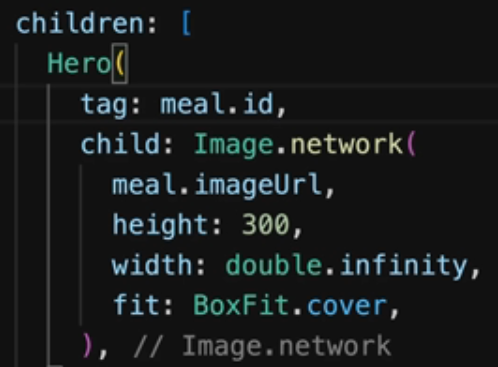 children: [
Hero(
tag: meal.id,
child: Image.network(
meal.imageUrl,
height: 300,
width: double.infinity,
fit: BoxFit.cover,
), // Image.network